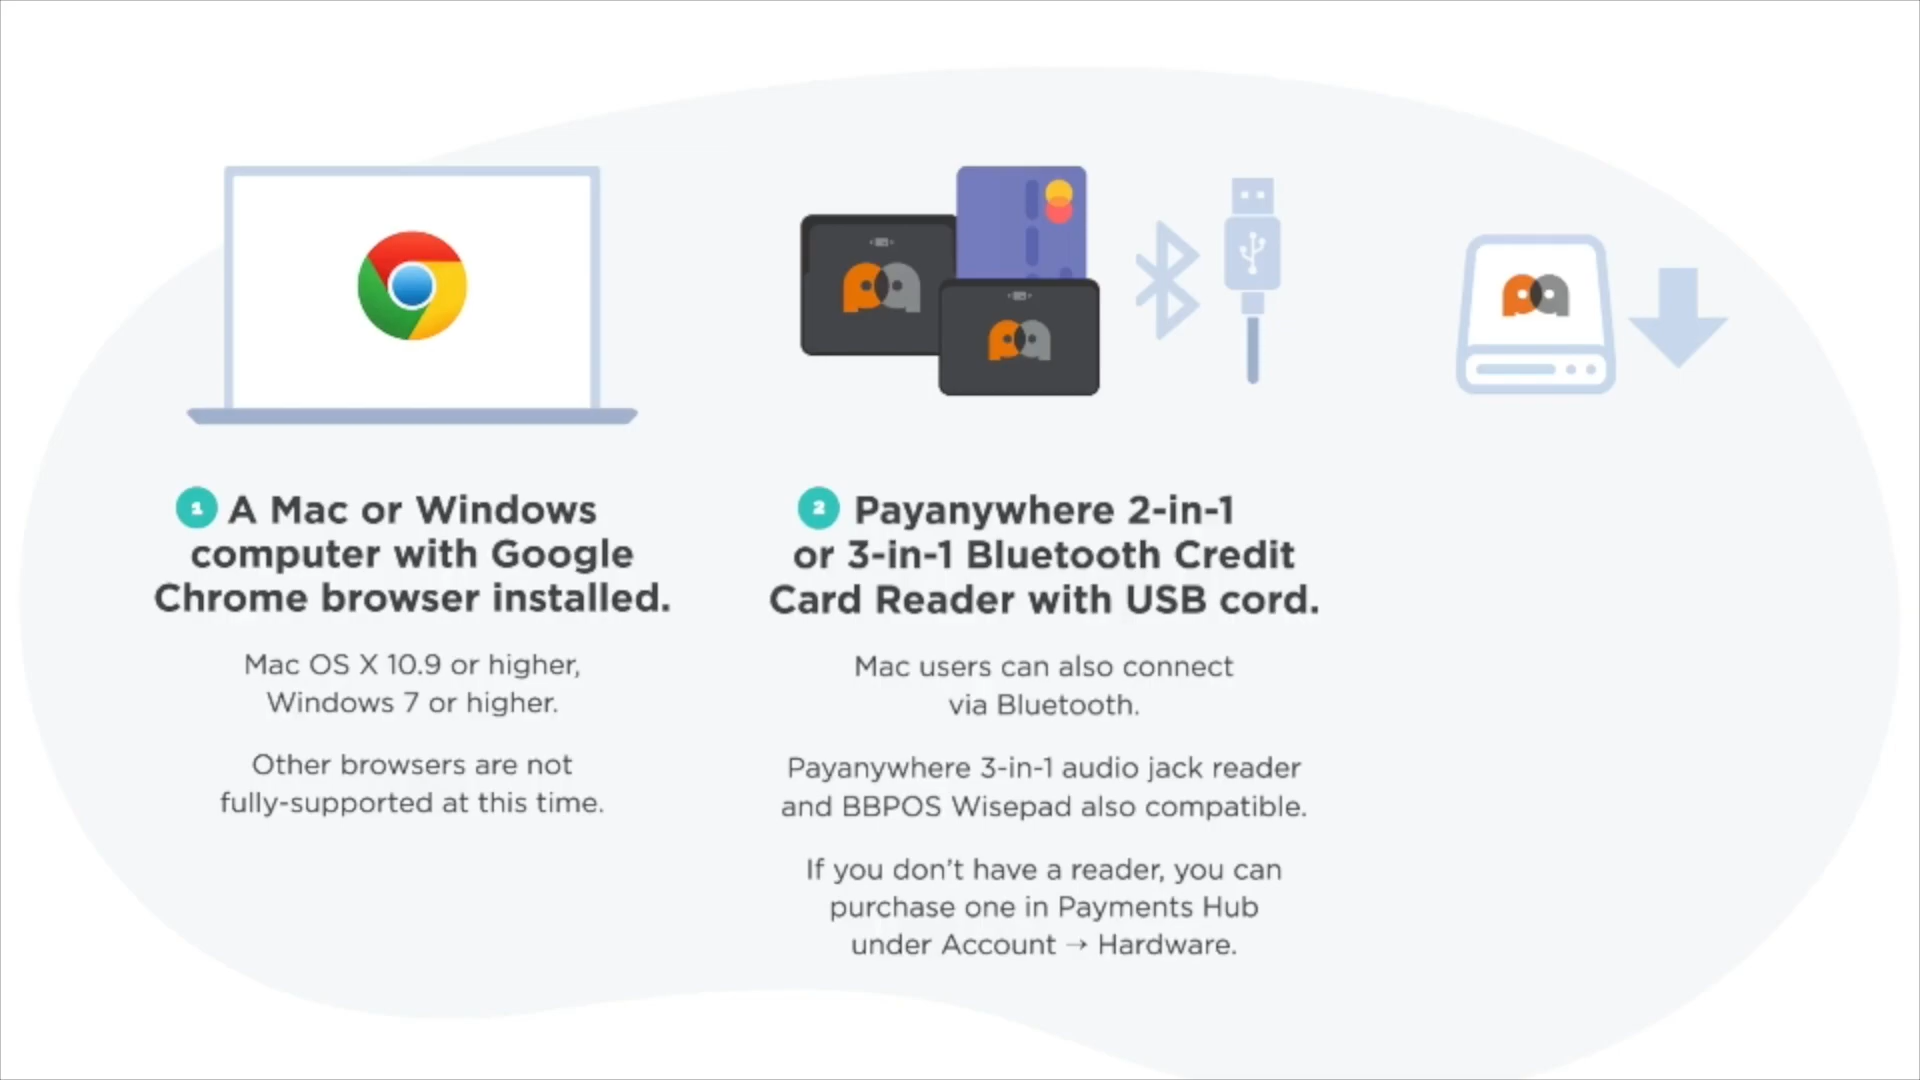 1 A Mac or Windows
computer with Google
Chrome browser installed.
Mac OS X 10.9 or higher,
Windows 7 or higher.
Other browsers are not
fully-supported at this time.
2 Payanywhere 2-in-1
or 3-in-1 Bluetooth Credit
Card Reader with USB cord.
Mac users can also connect
via Bluetooth.
Payanywhere 3-in-1 audio jack reader
and BBPOS Wisepad also compatible.
If you don't have a reader, you can
purchase one in Payments Hub
under Account → Hardware.